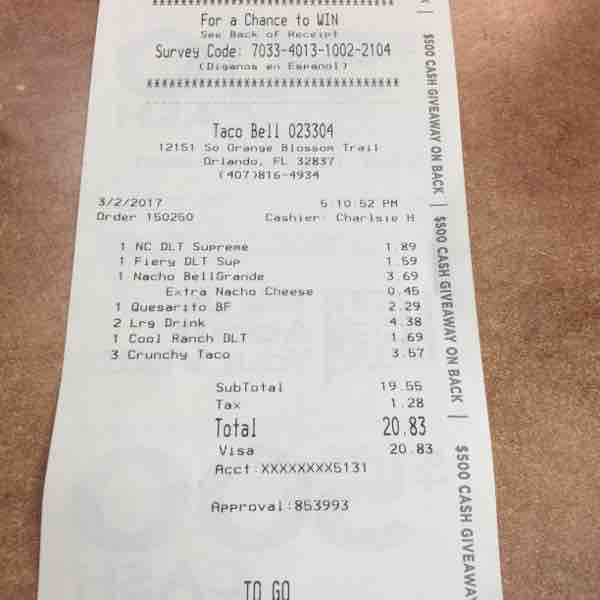 For a Chance to WIN
See Back of Receipt
Survey Code: 7033-4013-1002-2104
(Diganos en Espanol)
Taco Bell 023304
12151 So Orange Blossom Trail
Orlando, FL 32837
(407)816-4934
3/2/2017 5:10:52 PM
Order 150250 Cashier: Charlsie H
1 NC DLT Supreme 1.89
1 Fiery DLT Sup 1.59
1 Nacho BellGrande 3.69
Extra Nacho Cheese 0.45
1 Quesarito BF 2.29
2 Lrg Drink 4.38
1 Cool Ranch DLT 1.69
3 Crunchy Taco 3.57
SubTotal 19.55
Tax 1.28
Total 20.83
Visa 20.83
Acct:XXXXXXXX5131
Approval:853993
TO GO
$500 CASH GIVEAWAY ON BACK
$500 CASH GIVEAWAY ON BACK
$500 CASH GIVEAWAY